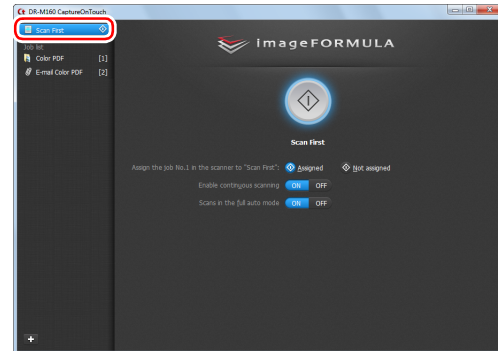 Ct DR-M160 CaptureOnTouch
Scan First
Job list
Color PDF [1]
E-mail Color PDF [2]
imageFORMULA
Scan First
Assign the job No.1 in the scanner to "Scan First": Assigned Not assigned
Enable continuous scanning ON OFF
Scans in the full auto mode ON OFF